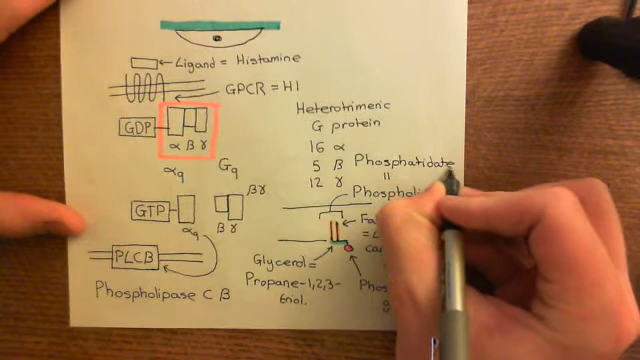 Ligand = Histamine
GPCR = H1
GDP
α β γ
αq
Gq
Heterotrimeric
G protein
16 α
5 β
12 γ
Phosphatidate
=
GTP
αq
β γ
βγ
PLCβ
Phospholipase C β
Glycerol =
Propane-1,2,3-
triol.